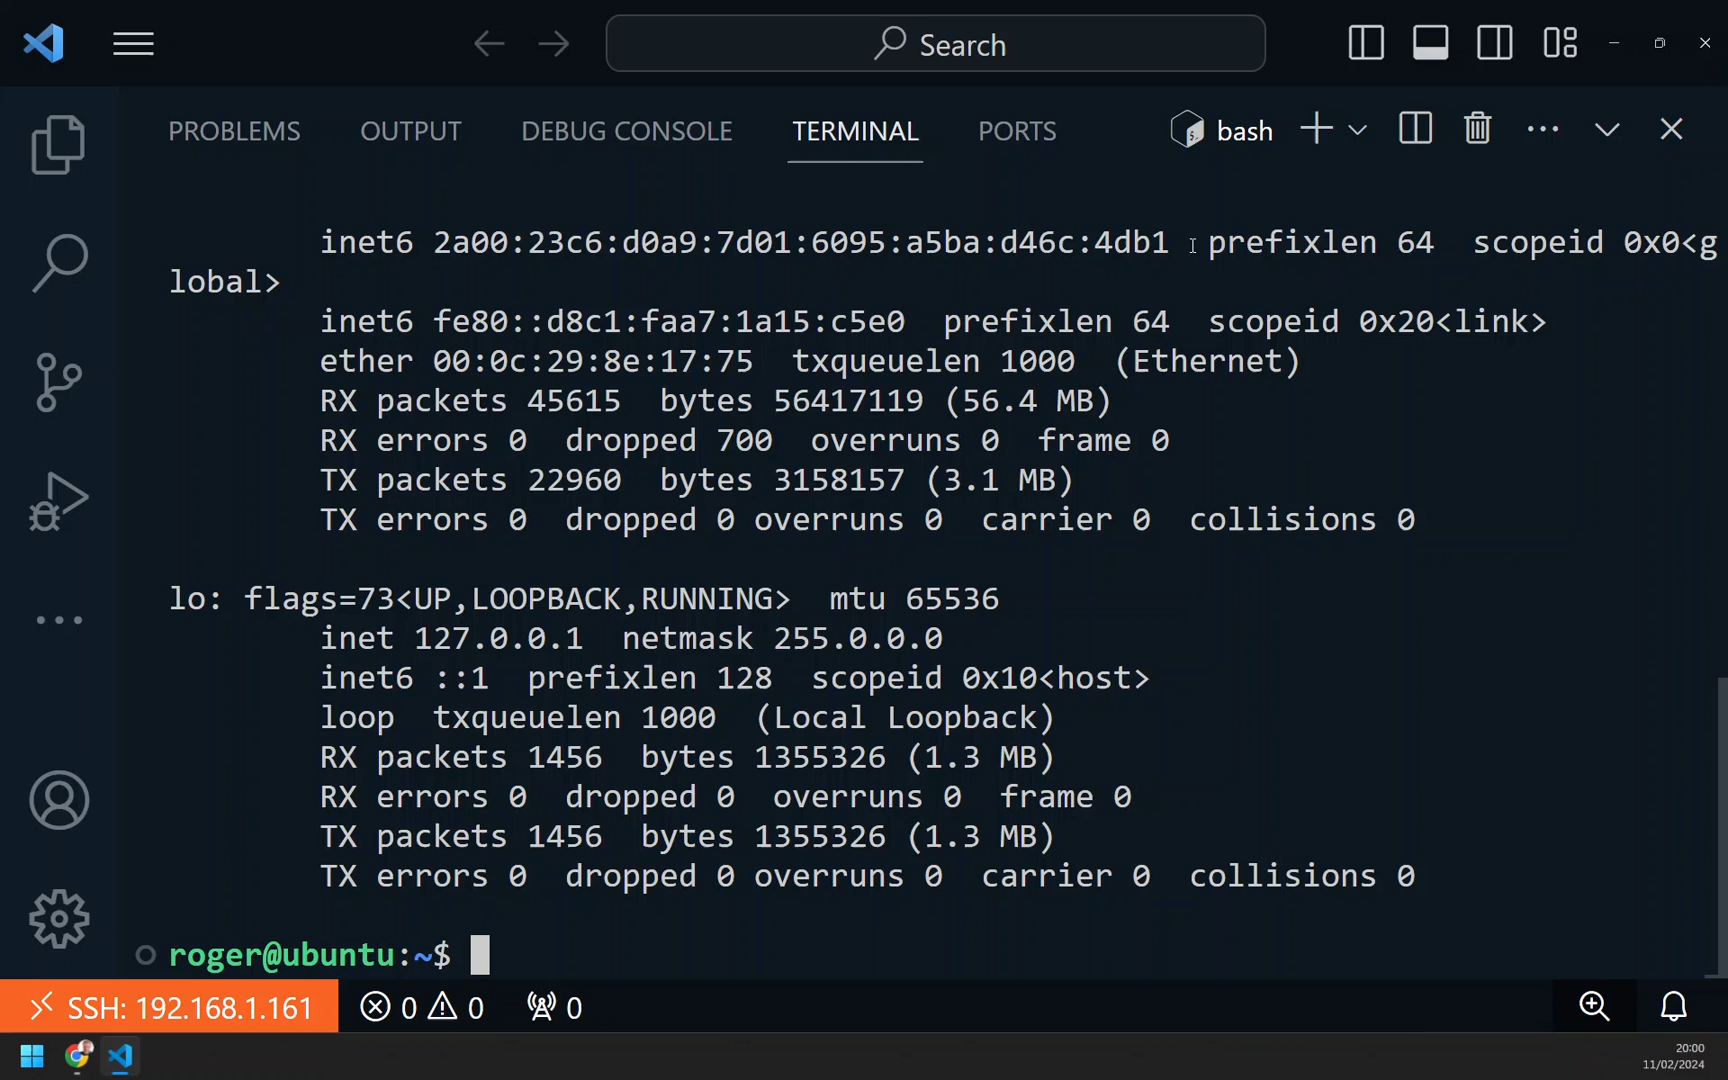 Search
PROBLEMS OUTPUT DEBUG CONSOLE TERMINAL PORTS bash
inet6 2a00:23c6:d0a9:7d01:6095:a5ba:d46c:4db1  prefixlen 64  scopeid 0x0<g
lobal>
inet6 fe80::d8c1:faa7:1a15:c5e0  prefixlen 64  scopeid 0x20<link>
ether 00:0c:29:8e:17:75  txqueuelen 1000  (Ethernet)
RX packets 45615  bytes 56417119 (56.4 MB)
RX errors 0  dropped 700  overruns 0  frame 0
TX packets 22960  bytes 3158157 (3.1 MB)
TX errors 0  dropped 0 overruns 0  carrier 0  collisions 0
lo: flags=73<UP,LOOPBACK,RUNNING>  mtu 65536
inet 127.0.0.1  netmask 255.0.0.0
inet6 ::1  prefixlen 128  scopeid 0x10<host>
loop  txqueuelen 1000  (Local Loopback)
RX packets 1456  bytes 1355326 (1.3 MB)
RX errors 0  dropped 0  overruns 0  frame 0
TX packets 1456  bytes 1355326 (1.3 MB)
TX errors 0  dropped 0 overruns 0  carrier 0  collisions 0
roger@ubuntu:~$
SSH: 192.168.1.161 0 0 0
20:00
11/02/2024